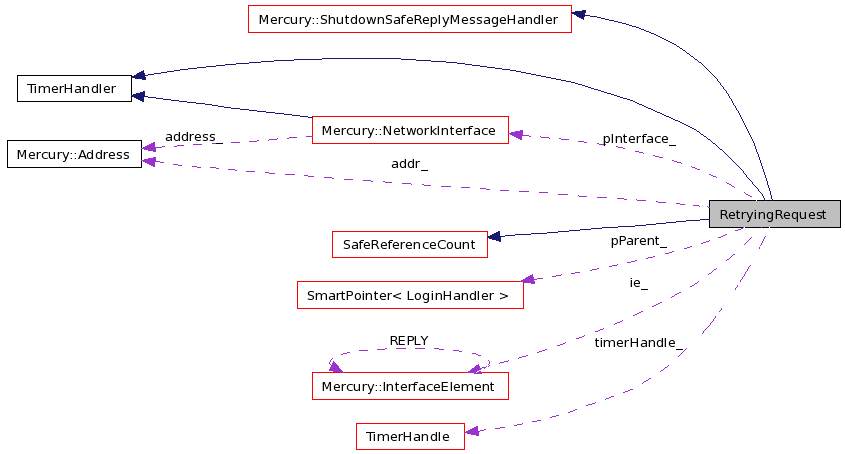 Mercury::ShutdownSafeReplyMessageHandler
TimerHandler
Mercury::NetworkInterface
address_
pInterface_
Mercury::Address
addr_
RetryingRequest
SafeReferenceCount
pParent_
ie_
SmartPointer< LoginHandler >
REPLY
timerHandle_
Mercury::InterfaceElement
TimerHandle